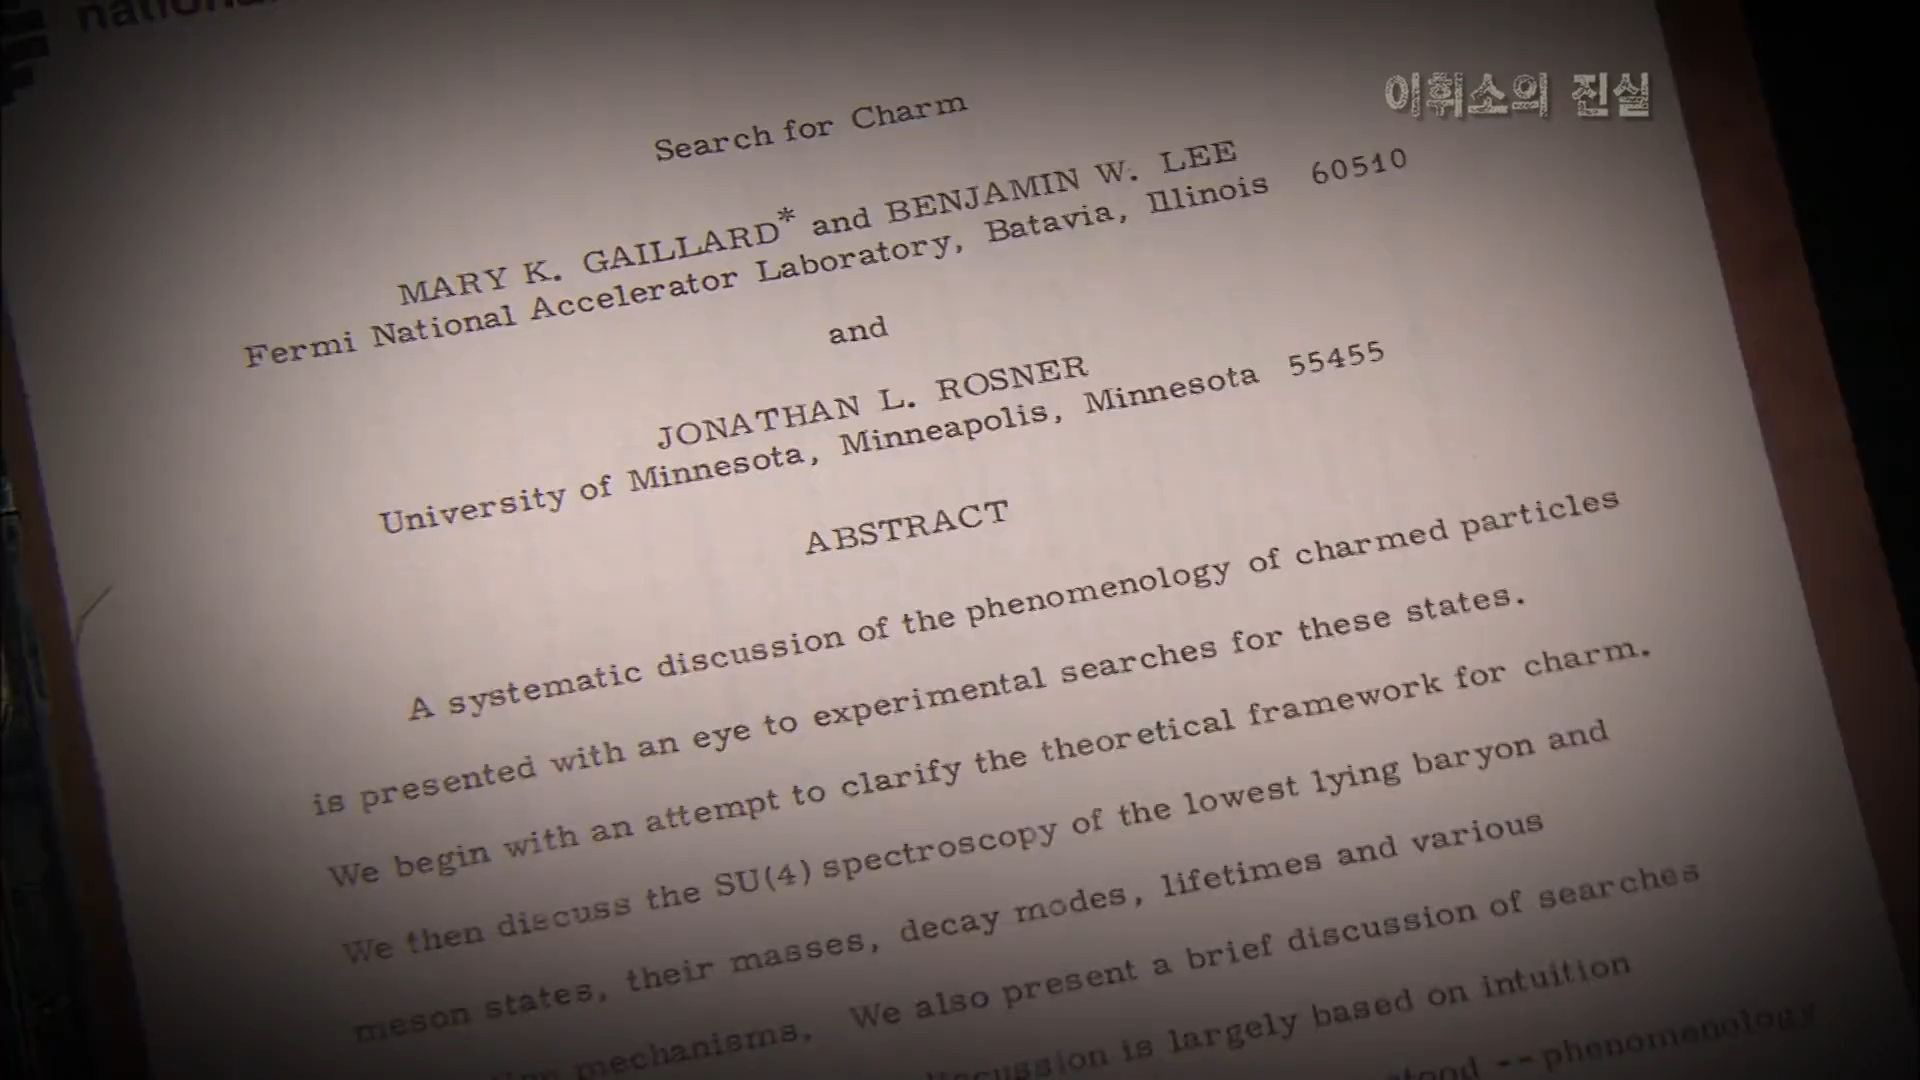 이휘소의 진실
Search for Charm
MARY K. GAILLARD* and BENJAMIN W. LEE
Fermi National Accelerator Laboratory, Batavia, Illinois 60510
and
JONATHAN L. ROSNER
University of Minnesota, Minneapolis, Minnesota 55455
ABSTRACT
A systematic discussion of the phenomenology of charmed particles
is presented with an eye to experimental searches for these states.
We begin with an attempt to clarify the theoretical framework for charm.
We then discuss the SU(4) spectroscopy of the lowest lying baryon and
meson states, their masses, decay modes, lifetimes and various
mechanisms. We also present a brief discussion of searches
is largely based on intuition
-- phenomenology